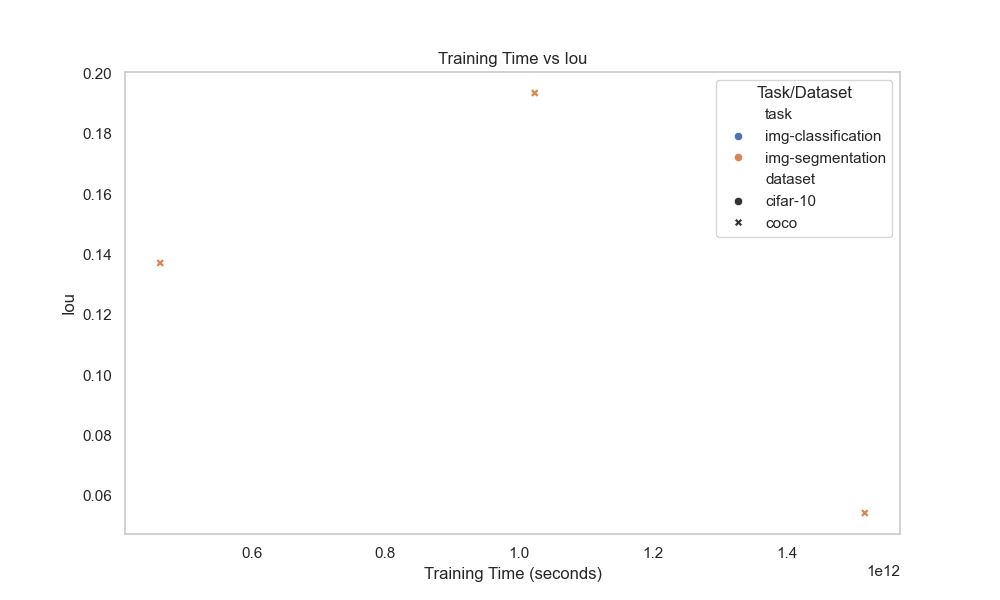 Training Time vs Iou
0.20
0.18
0.16
0.14
0.12
0.10
0.08
0.06
Iou
Task/Dataset
task
img-classification
img-segmentation
dataset
cifar-10
coco
0.6 0.8 1.0 1.2 1.4
1e12
Training Time (seconds)